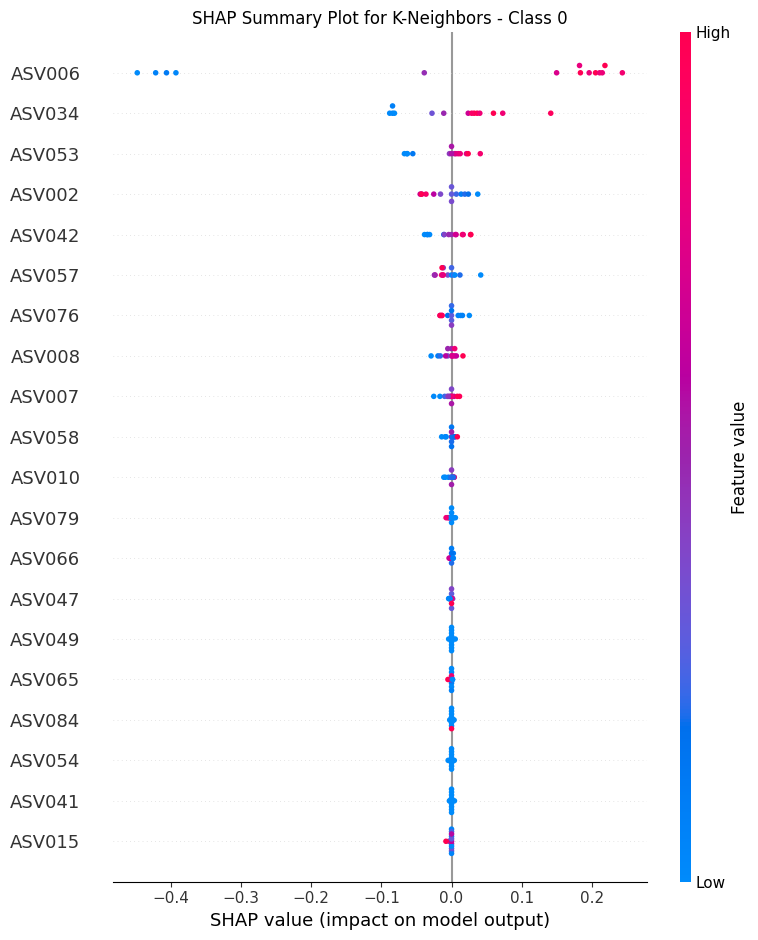 SHAP Summary Plot for K-Neighbors - Class 0
High
ASV006
ASV034
ASV053
ASV002
ASV042
ASV057
ASV076
ASV008
ASV007
ASV058
ASV010
ASV079
ASV066
ASV047
ASV049
ASV065
ASV084
ASV054
ASV041
ASV015
Feature value
Low
−0.4 −0.3 −0.2 −0.1 0.0 0.1 0.2
SHAP value (impact on model output)